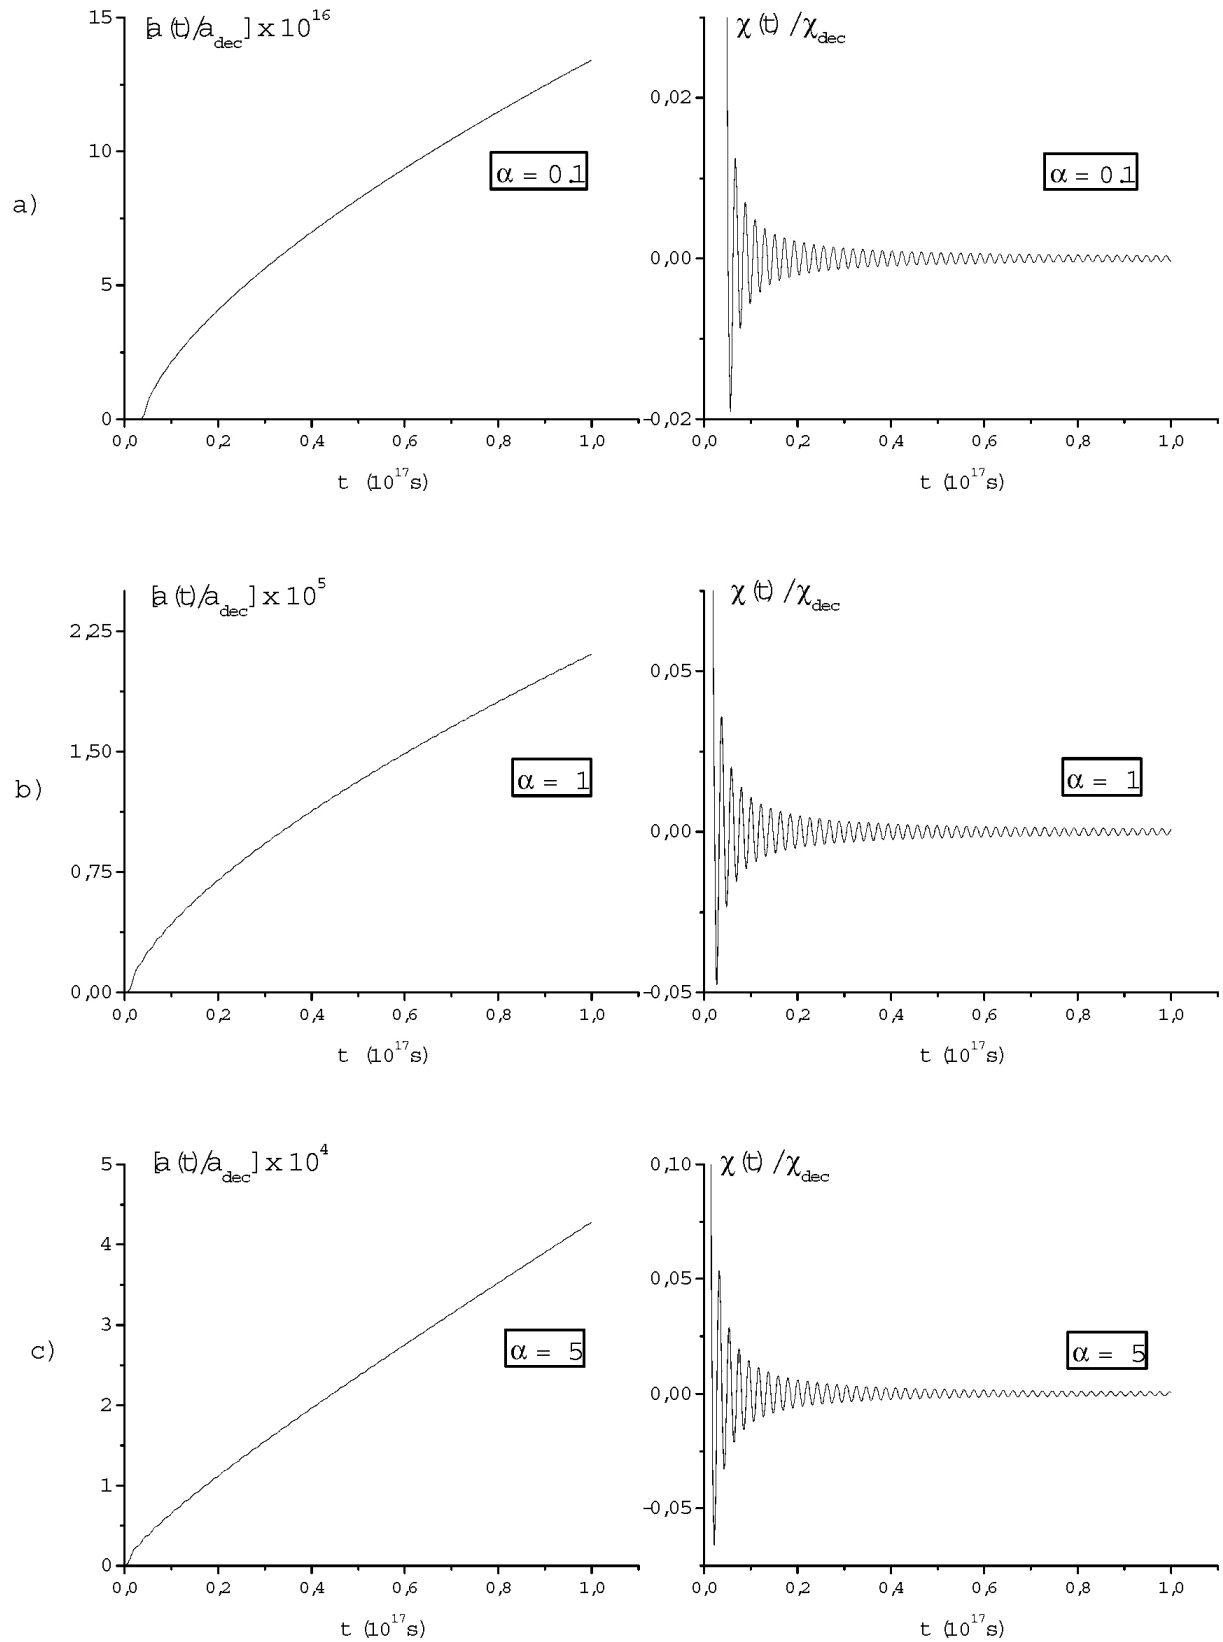 [a(t)/a_dec] x 10^16
15
10
5
0
0,0 0,2 0,4 0,6 0,8 1,0
t (10^17 s)
α = 0.1
a)
χ(t)/χ_dec
0,02
0,00
-0,02
0,0 0,2 0,4 0,6 0,8 1,0
t (10^17 s)
α = 0.1
[a(t)/a_dec] x 10^5
2,25
1,50
0,75
0,00
0,0 0,2 0,4 0,6 0,8 1,0
t (10^17 s)
α = 1
b)
χ(t)/χ_dec
0,05
0,00
-0,05
0,0 0,2 0,4 0,6 0,8 1,0
t (10^17 s)
α = 1
[a(t)/a_dec] x 10^4
5
4
3
2
1
0
0,0 0,2 0,4 0,6 0,8 1,0
t (10^17 s)
α = 5
c)
χ(t)/χ_dec
0,10
0,05
0,00
-0,05
0,0 0,2 0,4 0,6 0,8 1,0
t (10^17 s)
α = 5